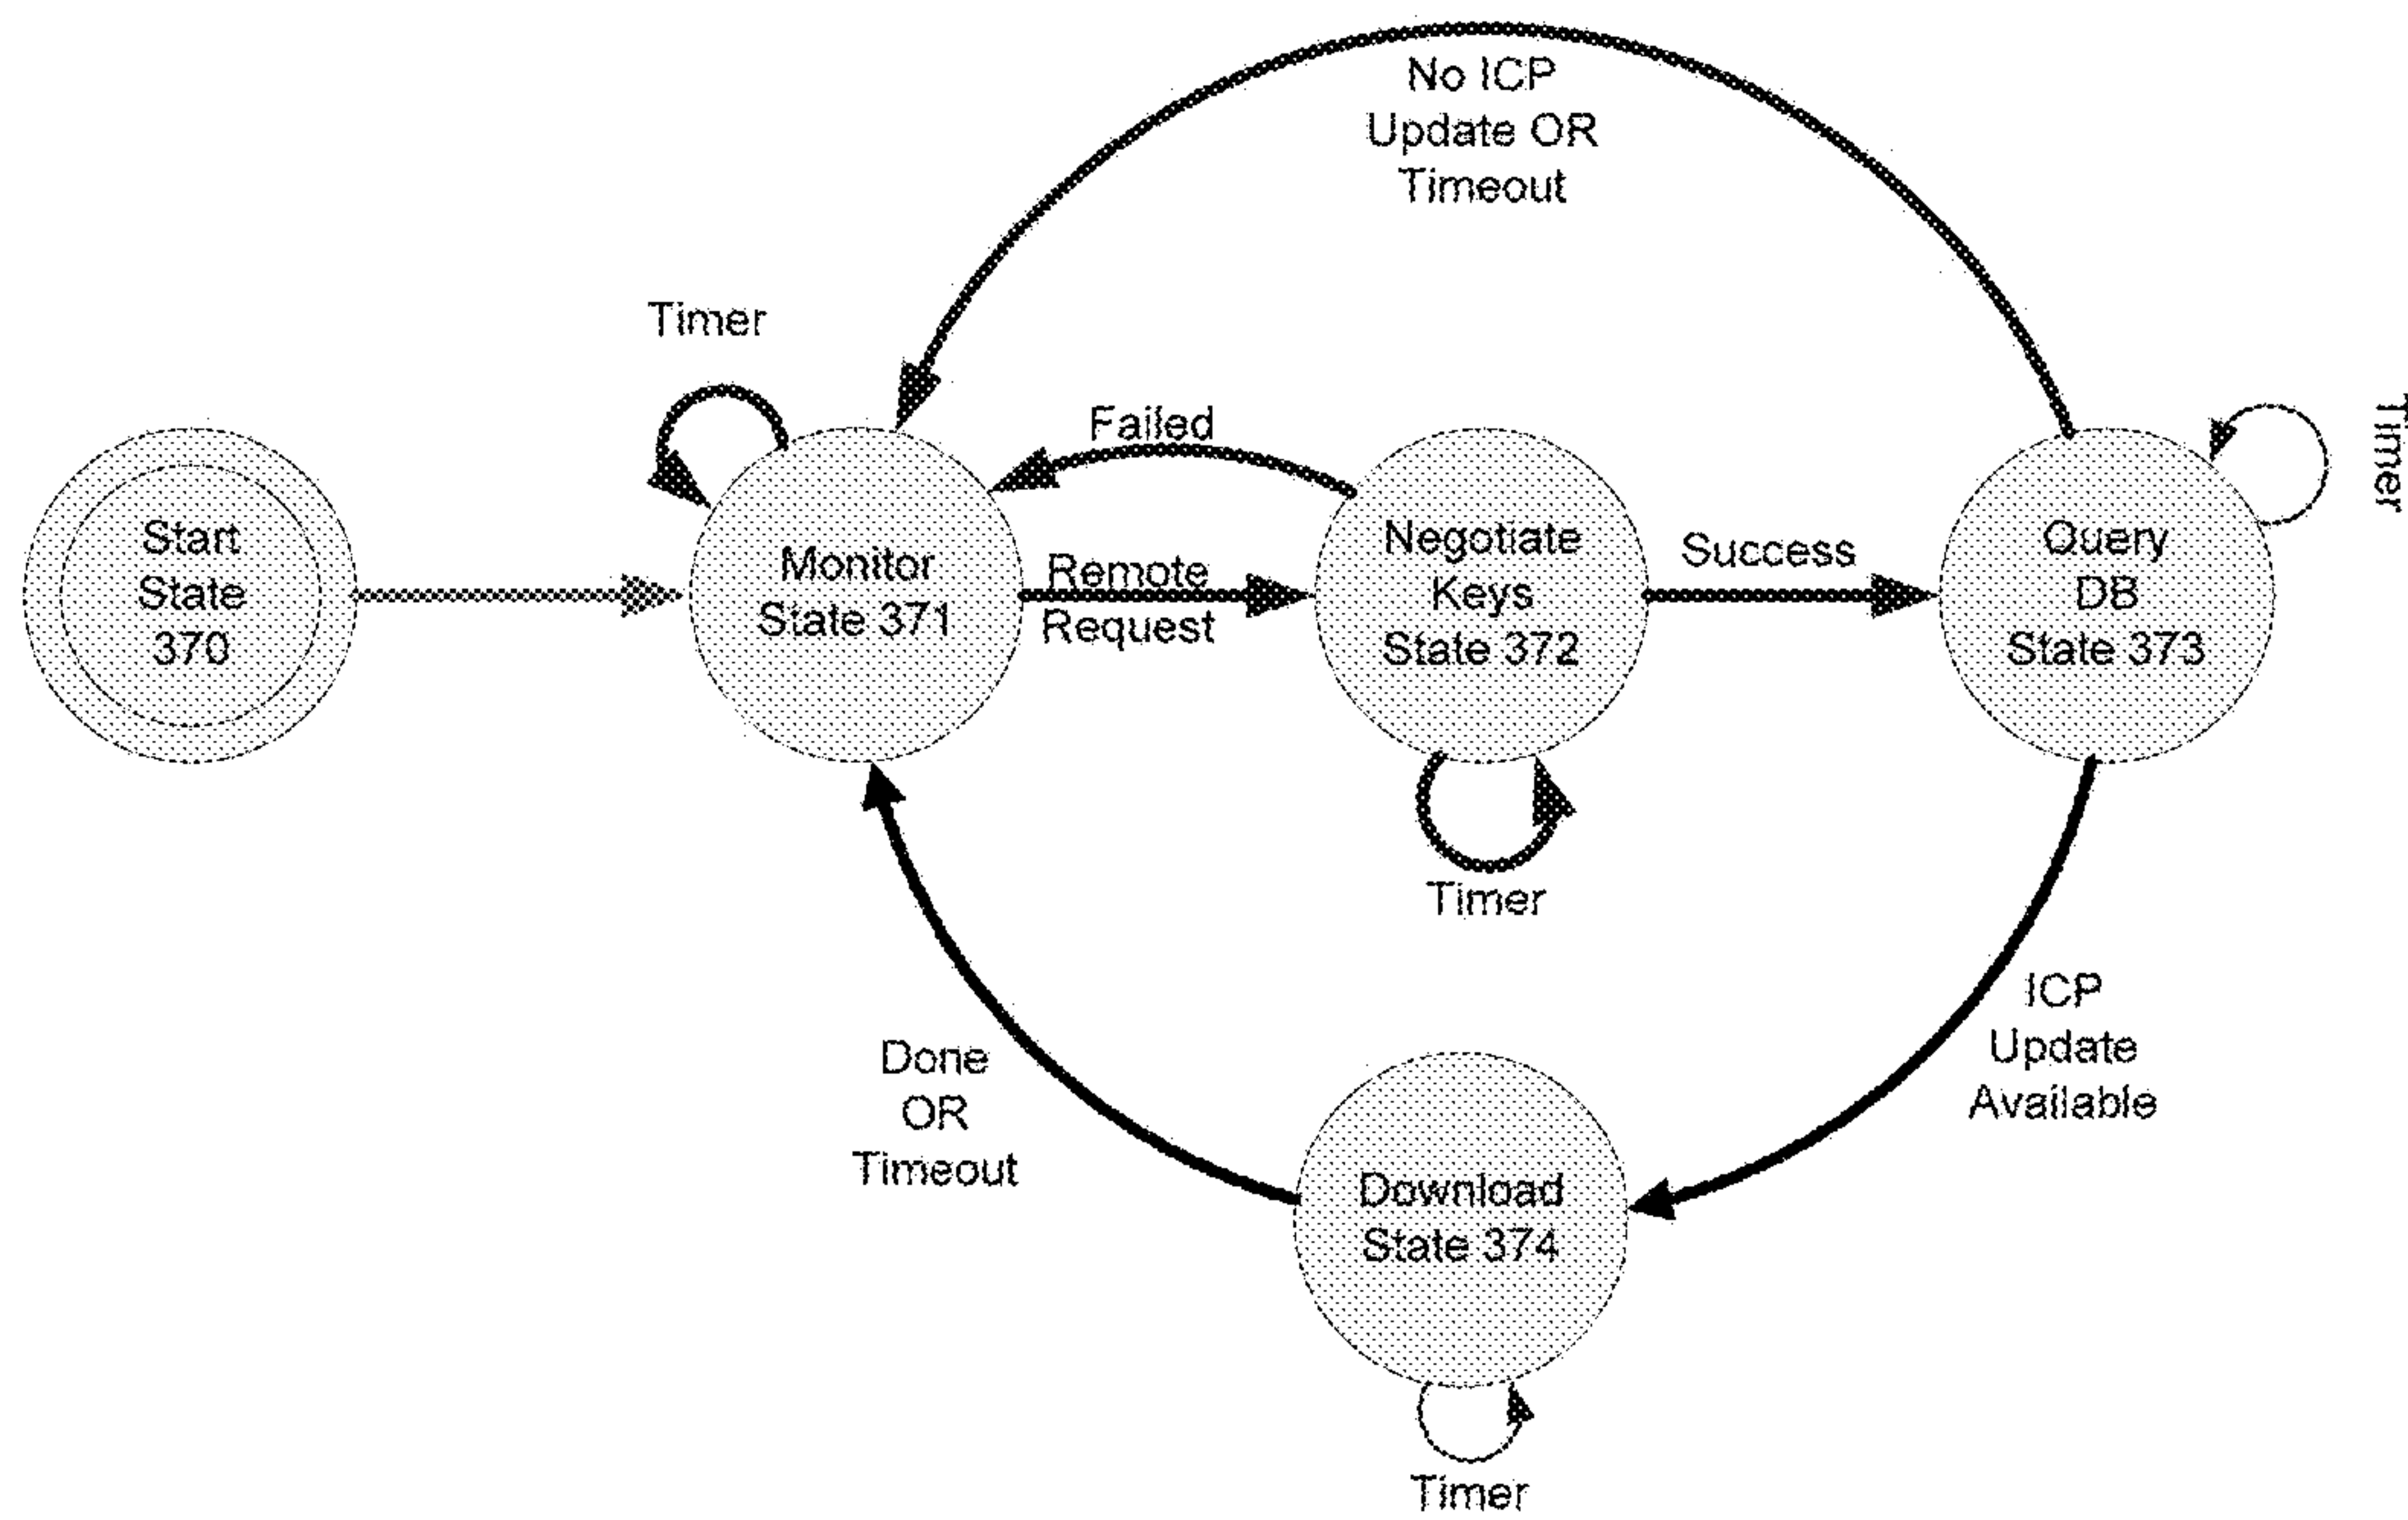 No ICP
Update OR
Timeout
Timer
Failed
Timer
Start
State
370
Monitor
State 371
Remote
Request
Negotiate
Keys
State 372
Success
Query
DB
State 373
Timer
ICP
Update
Available
Done
OR
Timeout
Download
State 374
Timer